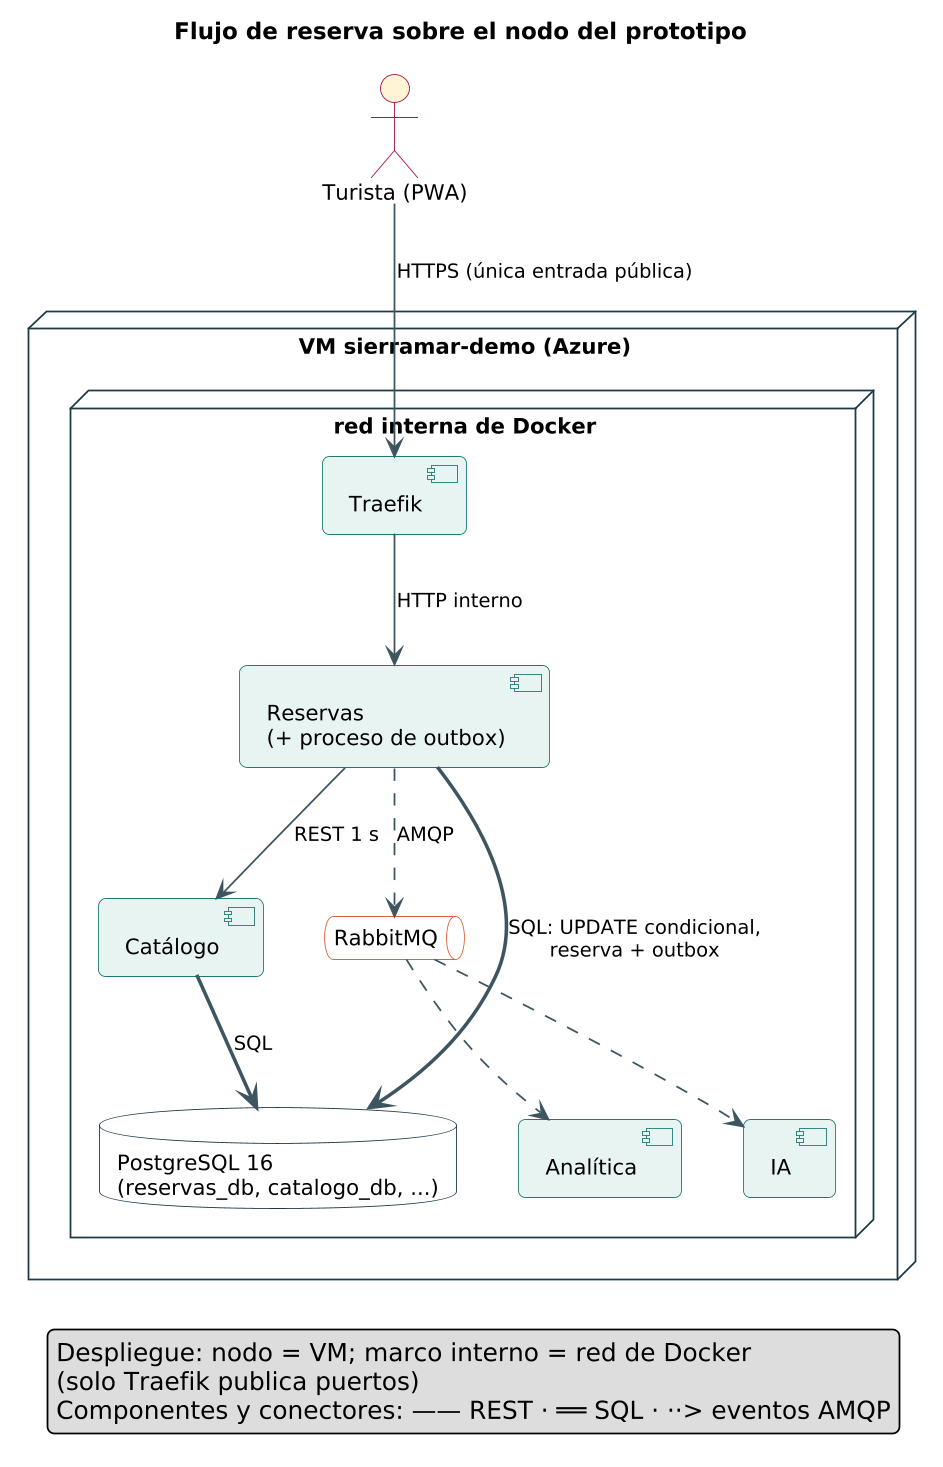 Flujo de reserva sobre el nodo del prototipo
Turista (PWA)
HTTPS (única entrada pública)
VM sierramar-demo (Azure)
red interna de Docker
Traefik
HTTP interno
Reservas
(+ proceso de outbox)
REST 1 s
AMQP
Catálogo
RabbitMQ
SQL: UPDATE condicional,
reserva + outbox
SQL
PostgreSQL 16
(reservas_db, catalogo_db, ...)
Analítica
IA
Despliegue: nodo = VM; marco interno = red de Docker
(solo Traefik publica puertos)
Componentes y conectores: —— REST · ══ SQL · ··> eventos AMQP